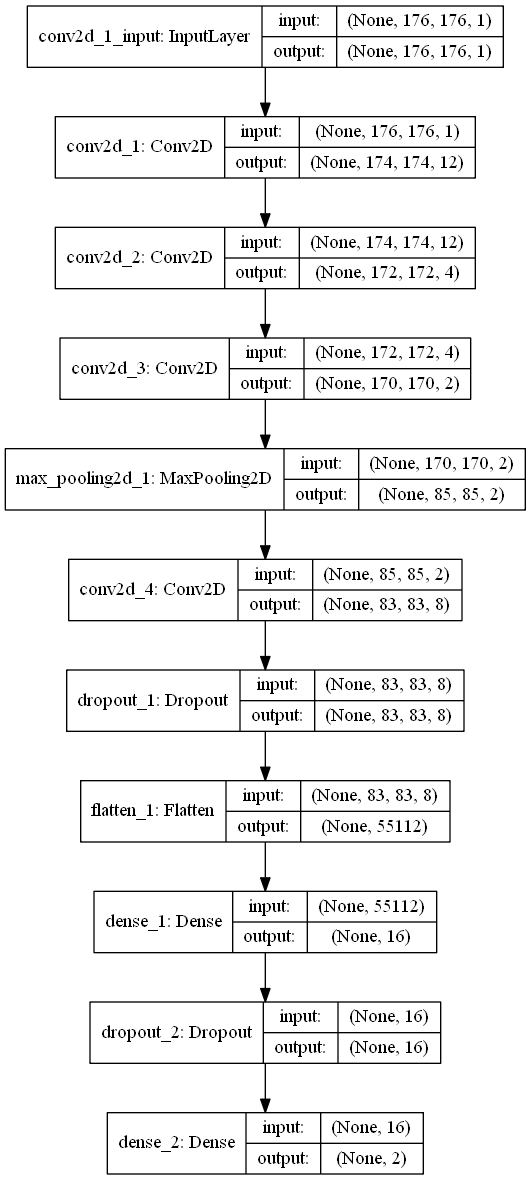 conv2d_1_input: InputLayer
input: (None, 176, 176, 1)
output: (None, 176, 176, 1)
conv2d_1: Conv2D
input: (None, 176, 176, 1)
output: (None, 174, 174, 12)
conv2d_2: Conv2D
input: (None, 174, 174, 12)
output: (None, 172, 172, 4)
conv2d_3: Conv2D
input: (None, 172, 172, 4)
output: (None, 170, 170, 2)
max_pooling2d_1: MaxPooling2D
input: (None, 170, 170, 2)
output: (None, 85, 85, 2)
conv2d_4: Conv2D
input: (None, 85, 85, 2)
output: (None, 83, 83, 8)
dropout_1: Dropout
input: (None, 83, 83, 8)
output: (None, 83, 83, 8)
flatten_1: Flatten
input: (None, 83, 83, 8)
output: (None, 55112)
dense_1: Dense
input: (None, 55112)
output: (None, 16)
dropout_2: Dropout
input: (None, 16)
output: (None, 16)
dense_2: Dense
input: (None, 16)
output: (None, 2)